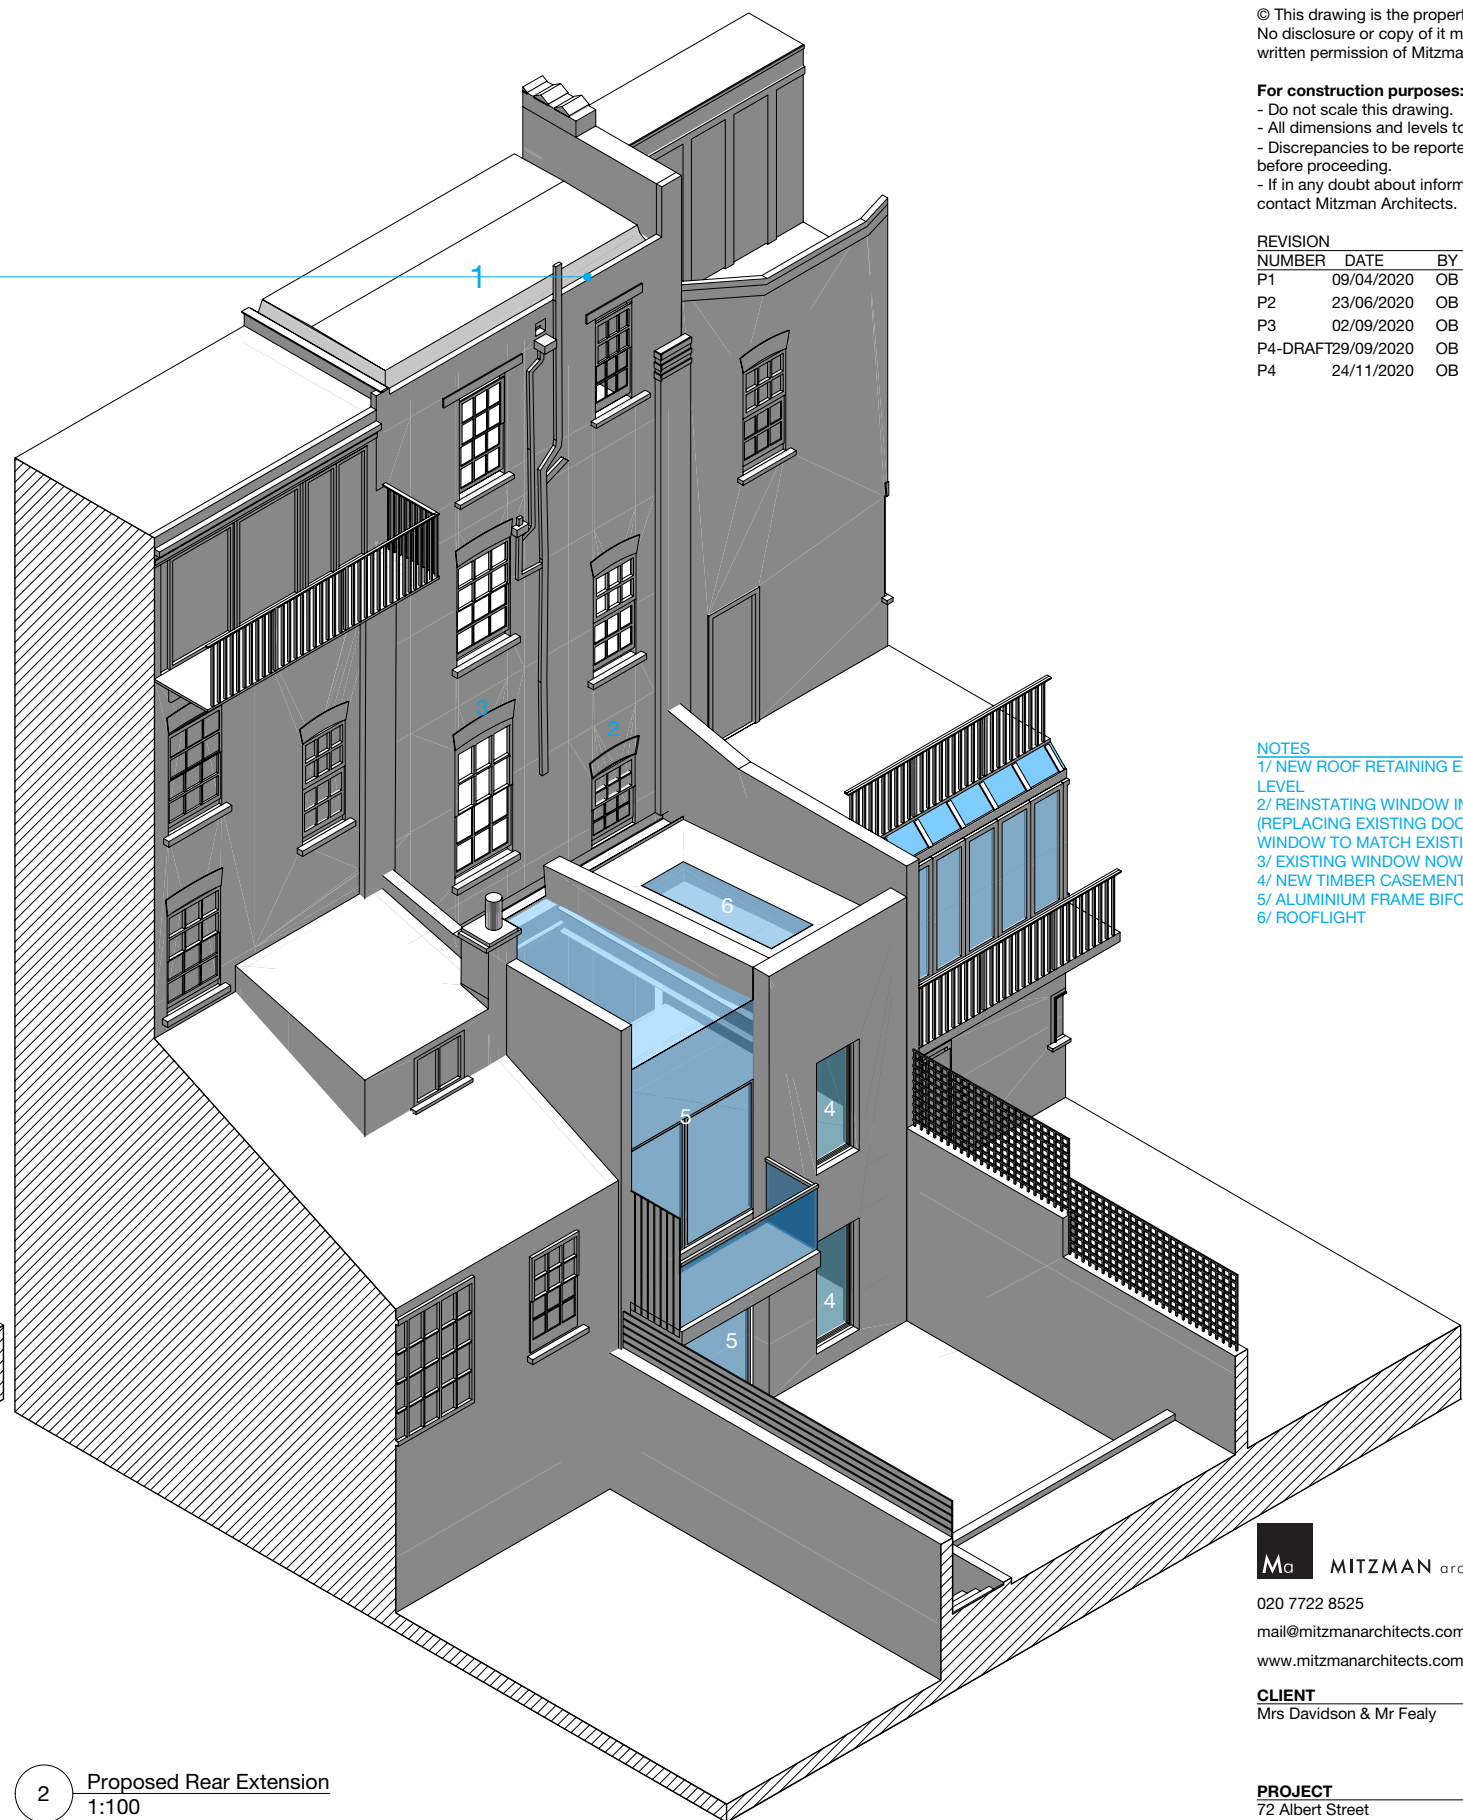 © This drawing is the propert
No disclosure or copy of it m
written permission of Mitzma
For construction purposes:
- Do not scale this drawing.
- All dimensions and levels to
- Discrepancies to be reporte
before proceeding.
- If in any doubt about inform
contact Mitzman Architects.
REVISION
NUMBER DATE BY
P1 09/04/2020 OB
P2 23/06/2020 OB
P3 02/09/2020 OB
P4-DRAFT 29/09/2020 OB
P4 24/11/2020 OB
1
3
2
6
5
4
4
5
NOTES
1/ NEW ROOF RETAINING E
LEVEL
2/ REINSTATING WINDOW IN
(REPLACING EXISTING DOO
WINDOW TO MATCH EXISTI
3/ EXISTING WINDOW NOW
4/ NEW TIMBER CASEMENT
5/ ALUMINIUM FRAME BIFO
6/ ROOFLIGHT
Ma MITZMAN arc
020 7722 8525
mail@mitzmanarchitects.com
www.mitzmanarchitects.com
CLIENT
Mrs Davidson & Mr Fealy
PROJECT
72 Albert Street
2 Proposed Rear Extension
1:100